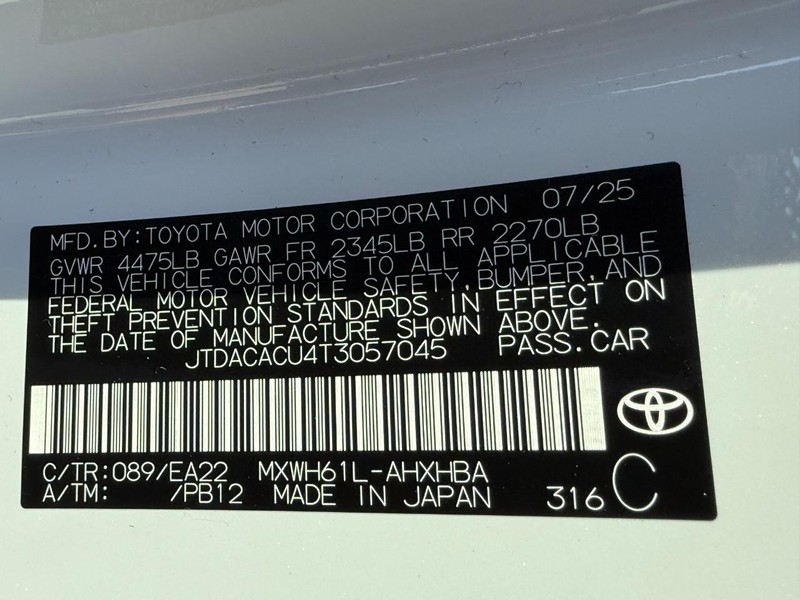 MFD. BY: TOYOTA MOTOR CORPORATION 07/25
GVWR 4475LB GAWR FR 2345LB RR 2270LB
THIS VEHICLE CONFORMS TO ALL APPLICABLE
FEDERAL MOTOR VEHICLE SAFETY, BUMPER, AND
THEFT PREVENTION STANDARDS IN EFFECT ON
THE DATE OF MANUFACTURE SHOWN ABOVE.
JTDACACU4T3057045 PASS. CAR
C/TR: 089/EA22 MXWH61L-AHXHBA
A/TM: /PB12 MADE IN JAPAN 316 C